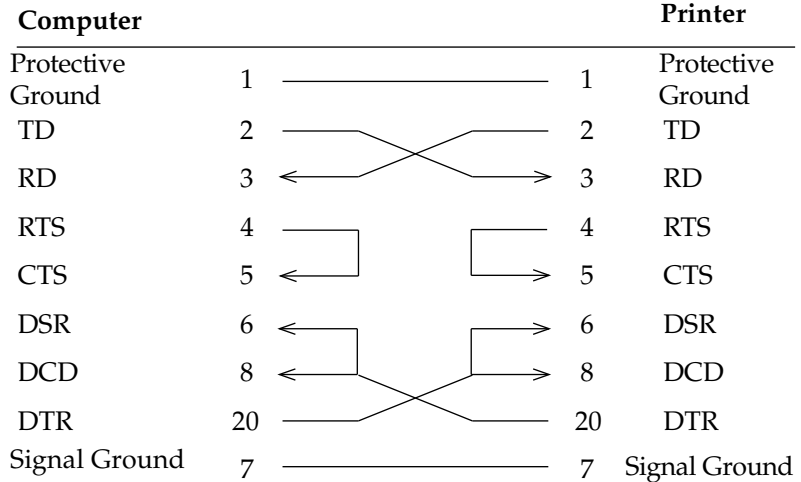 Computer Printer
Protective Ground 1 1 Protective Ground
TD 2 2 TD
RD 3 3 RD
RTS 4 4 RTS
CTS 5 5 CTS
DSR 6 6 DSR
DCD 8 8 DCD
DTR 20 20 DTR
Signal Ground 7 7 Signal Ground